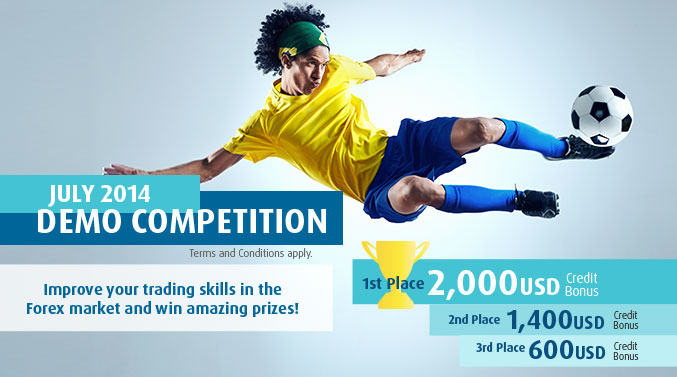 JULY 2014
DEMO COMPETITION
Terms and Conditions apply.
Improve your trading skills in the
Forex market and win amazing prizes!
1st Place 2,000USD Credit Bonus
2nd Place 1,400USD Credit Bonus
3rd Place 600USD Credit Bonus